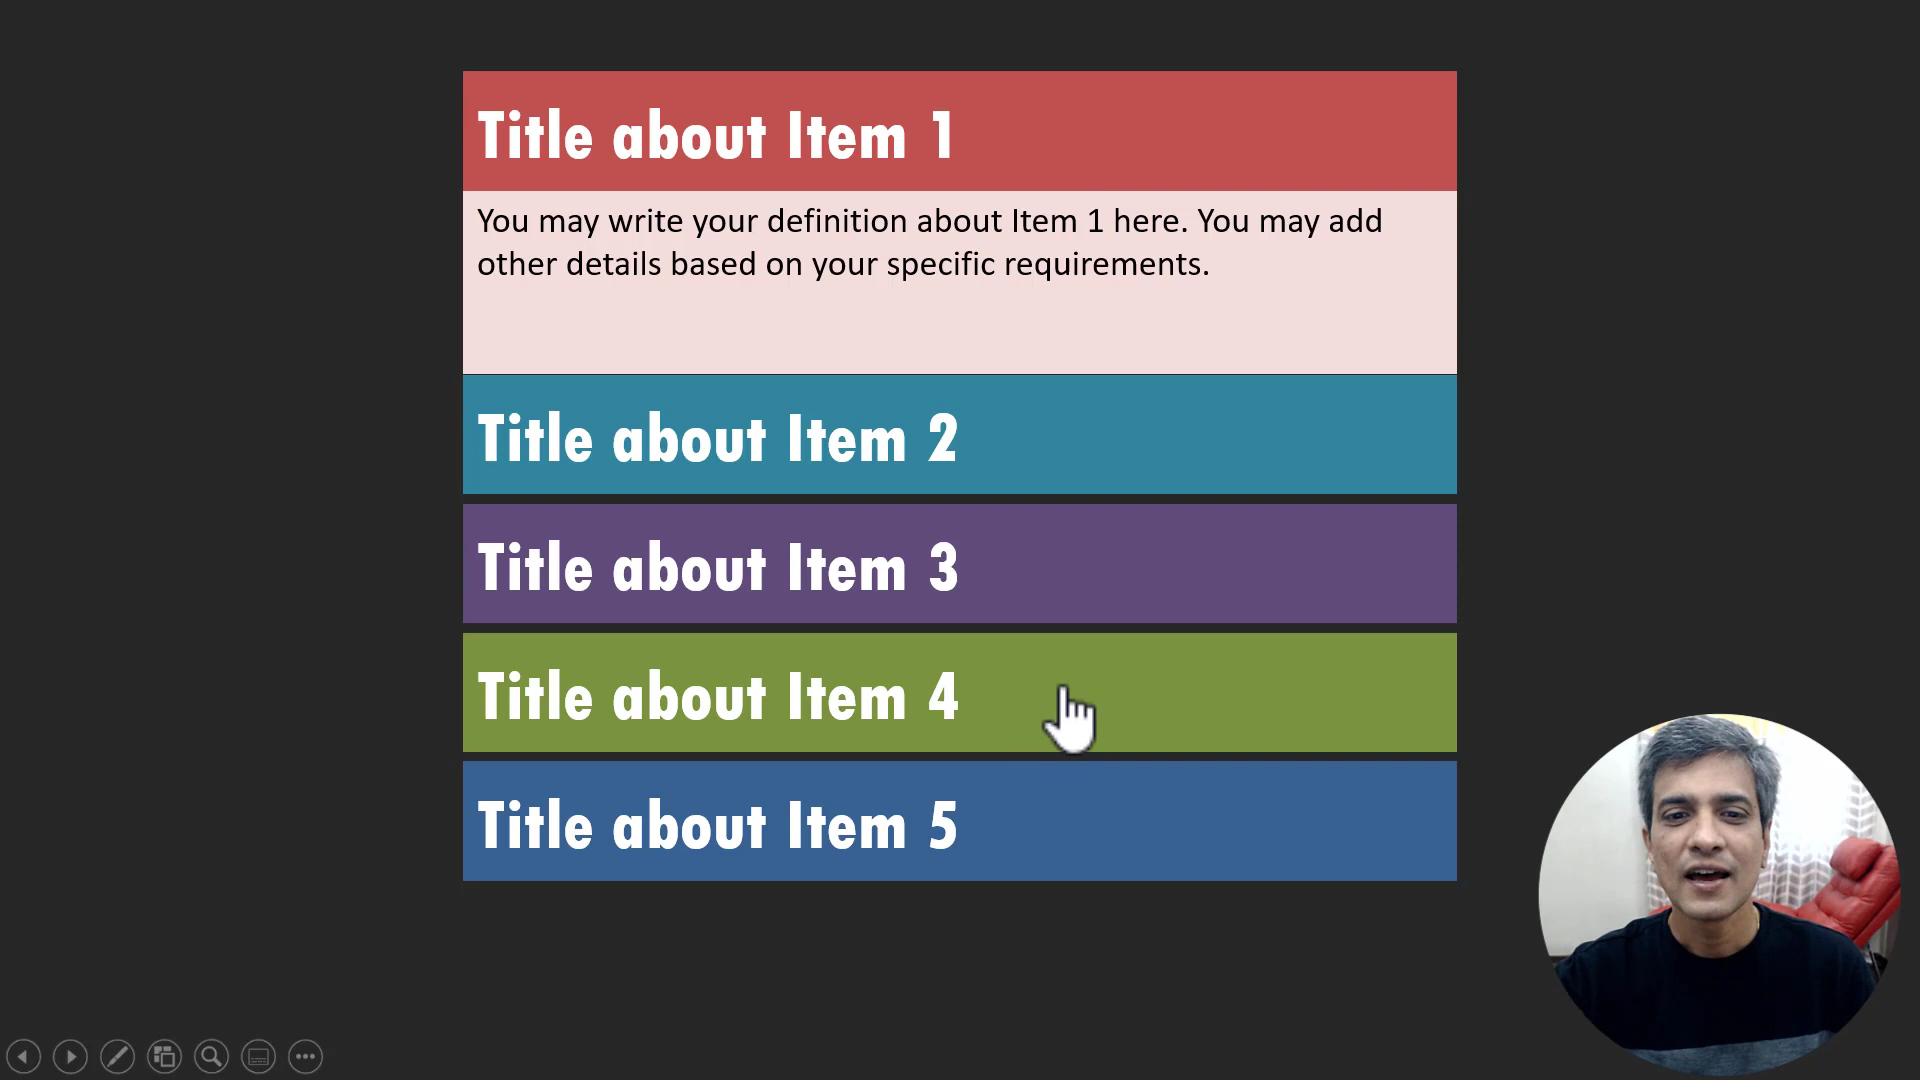 Title about Item 1
You may write your definition about Item 1 here. You may add
other details based on your specific requirements.
Title about Item 2
Title about Item 3
Title about Item 4
Title about Item 5